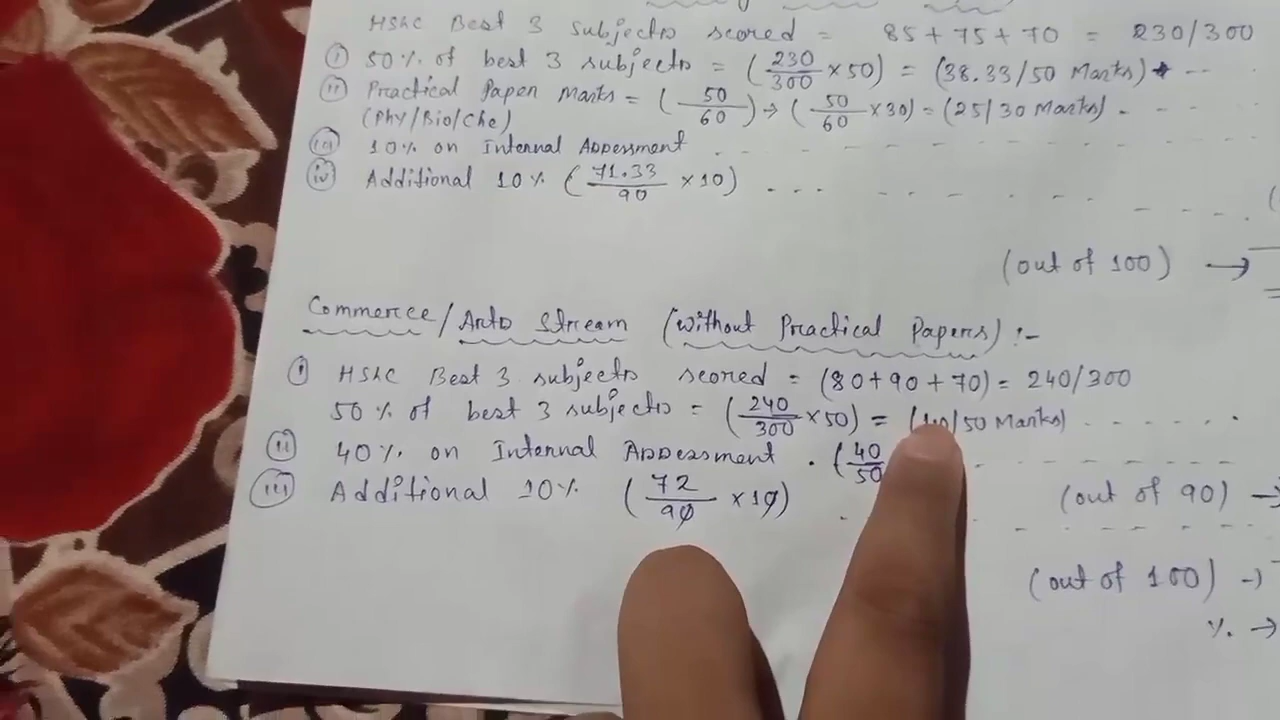 HSLC Best 3 subjects scored = 85 + 75 + 70 = 230/300
(i) 50% of best 3 subjects = (230/300 × 50) = (38.33/50 Marks)
(ii) Practical Paper Marks = (50/60) → (50/60 × 30) = (25/30 Marks)
(Phy/Bio/Che)
(iii) 10% on Internal Assessment
(iv) Additional 10% (71.33/90 × 10)
(out of 100) →
Commerce/Arts Stream (Without Practical Papers) :-
(i) HSLC Best 3 subjects scored = (80+90+70) = 240/300
50% of best 3 subjects = (240/300 × 50) = (40/50 Marks)
(ii) 40% on Internal Assessment (40/50
(iii) Additional 10% (72/90 × 10)
(out of 90) →
(out of 100) →
% →